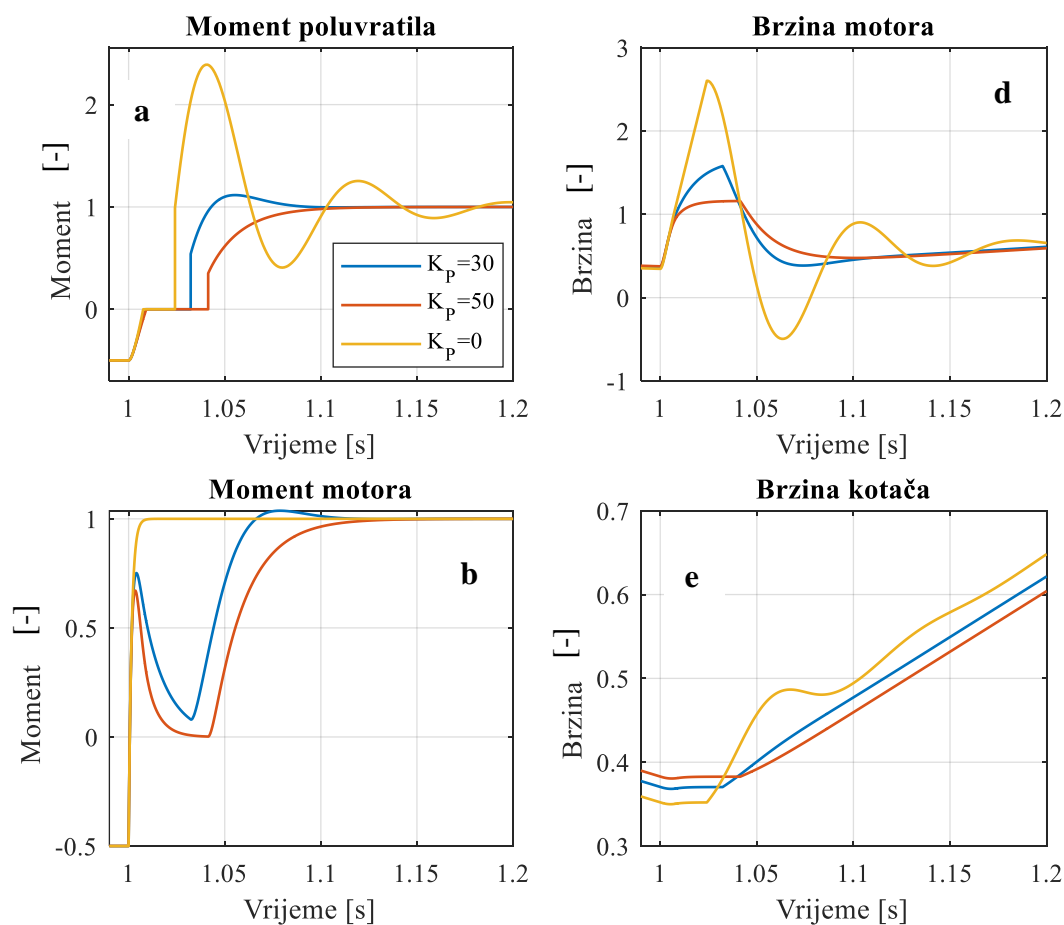 Moment poluvratila
Moment [-]
2
1
0
a
K_P=30
K_P=50
K_P=0
1 1.05 1.1 1.15 1.2
Vrijeme [s]
Brzina motora
Brzina [-]
3
2
1
0
-1
d
1 1.05 1.1 1.15 1.2
Vrijeme [s]
Moment motora
Moment [-]
1
0.5
0
-0.5
b
1 1.05 1.1 1.15 1.2
Vrijeme [s]
Brzina kotača
Brzina [-]
0.7
0.6
0.5
0.4
0.3
e
1 1.05 1.1 1.15 1.2
Vrijeme [s]